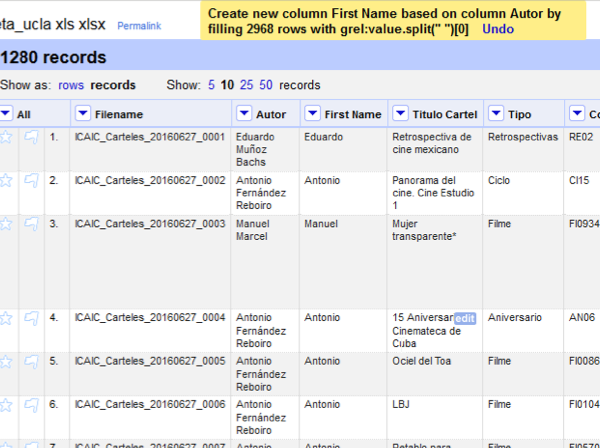 eta_ucla xls xlsx Permalink
Create new column First Name based on column Autor by
filling 2968 rows with grel:value.split(" ")[0] Undo
1280 records
Show as: rows records Show: 5 10 25 50 records
All Filename Autor First Name Titulo Cartel Tipo Co
1. ICAIC_Carteles_20160627_0001 Eduardo Muñoz Bachs Eduardo Retrospectiva de cine mexicano Retrospectivas RE02
2. ICAIC_Carteles_20160627_0002 Antonio Fernández Reboiro Antonio Panorama del cine. Cine Estudio 1 Ciclo CI15
3. ICAIC_Carteles_20160627_0003 Manuel Marcel Manuel Mujer transparente* Filme FI0934
4. ICAIC_Carteles_20160627_0004 Antonio Fernández Reboiro Antonio 15 Aniversar edit Cinemateca de Cuba Aniversario AN06
5. ICAIC_Carteles_20160627_0005 Antonio Fernández Reboiro Antonio Ociel del Toa Filme FI0086
6. ICAIC_Carteles_20160627_0006 Antonio Fernández Reboiro Antonio LBJ Filme FI0104
7. ICAIC_Carteles_20160627_0007 Antonio Antonio Retablo para Filme FI0570